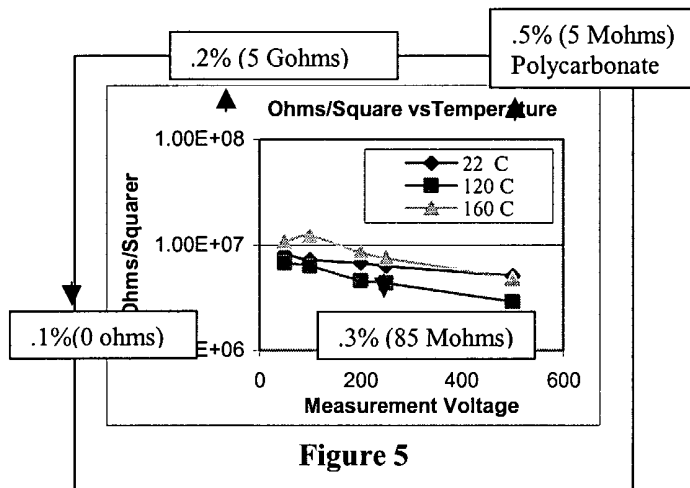 .2% (5 Gohms)
.5% (5 Mohms)
Polycarbonate
Ohms/Square vsTemperature
1.00E+08
22 C
120 C
160 C
1.00E+07
Ohms/Squarer
.1%(0 ohms)
.3% (85 Mohms)
E+06
0
200
400
600
Measurement Voltage
Figure 5